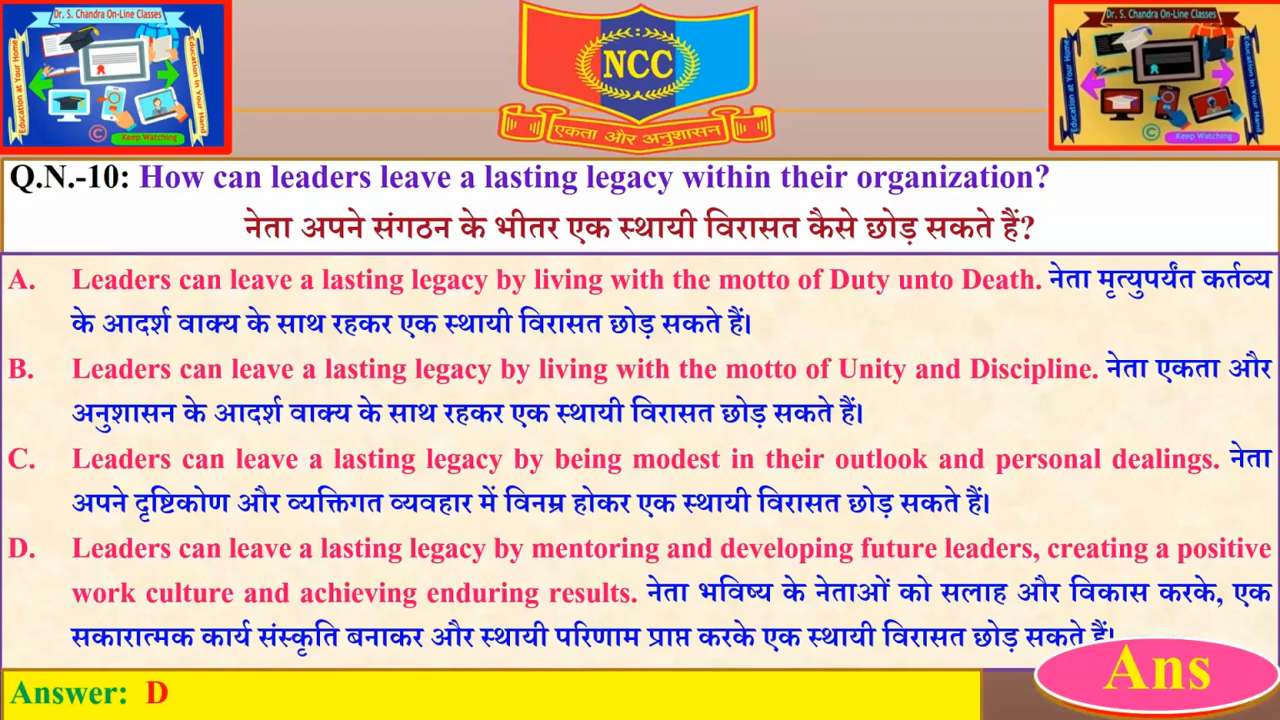 Dr. S. Chandra On-Line Classes
Education at Your Home
Education in Your Hand
© Keep Watching
NCC
एकता और अनुशासन
Dr. S. Chandra On-Line Classes
Education at Your Home
Education in Your Hand
© Keep Watching
Q.N.-10: How can leaders leave a lasting legacy within their organization?
नेता अपने संगठन के भीतर एक स्थायी विरासत कैसे छोड़ सकते हैं?
A. Leaders can leave a lasting legacy by living with the motto of Duty unto Death. नेता मृत्युपर्यंत कर्तव्य
के आदर्श वाक्य के साथ रहकर एक स्थायी विरासत छोड़ सकते हैं।
B. Leaders can leave a lasting legacy by living with the motto of Unity and Discipline. नेता एकता और
अनुशासन के आदर्श वाक्य के साथ रहकर एक स्थायी विरासत छोड़ सकते हैं।
C. Leaders can leave a lasting legacy by being modest in their outlook and personal dealings. नेता
अपने दृष्टिकोण और व्यक्तिगत व्यवहार में विनम्र होकर एक स्थायी विरासत छोड़ सकते हैं।
D. Leaders can leave a lasting legacy by mentoring and developing future leaders, creating a positive
work culture and achieving enduring results. नेता भविष्य के नेताओं को सलाह और विकास करके, एक
सकारात्मक कार्य संस्कृति बनाकर और स्थायी परिणाम प्राप्त करके एक स्थायी विरासत छोड़ सकते हैं।
Answer: D
Ans